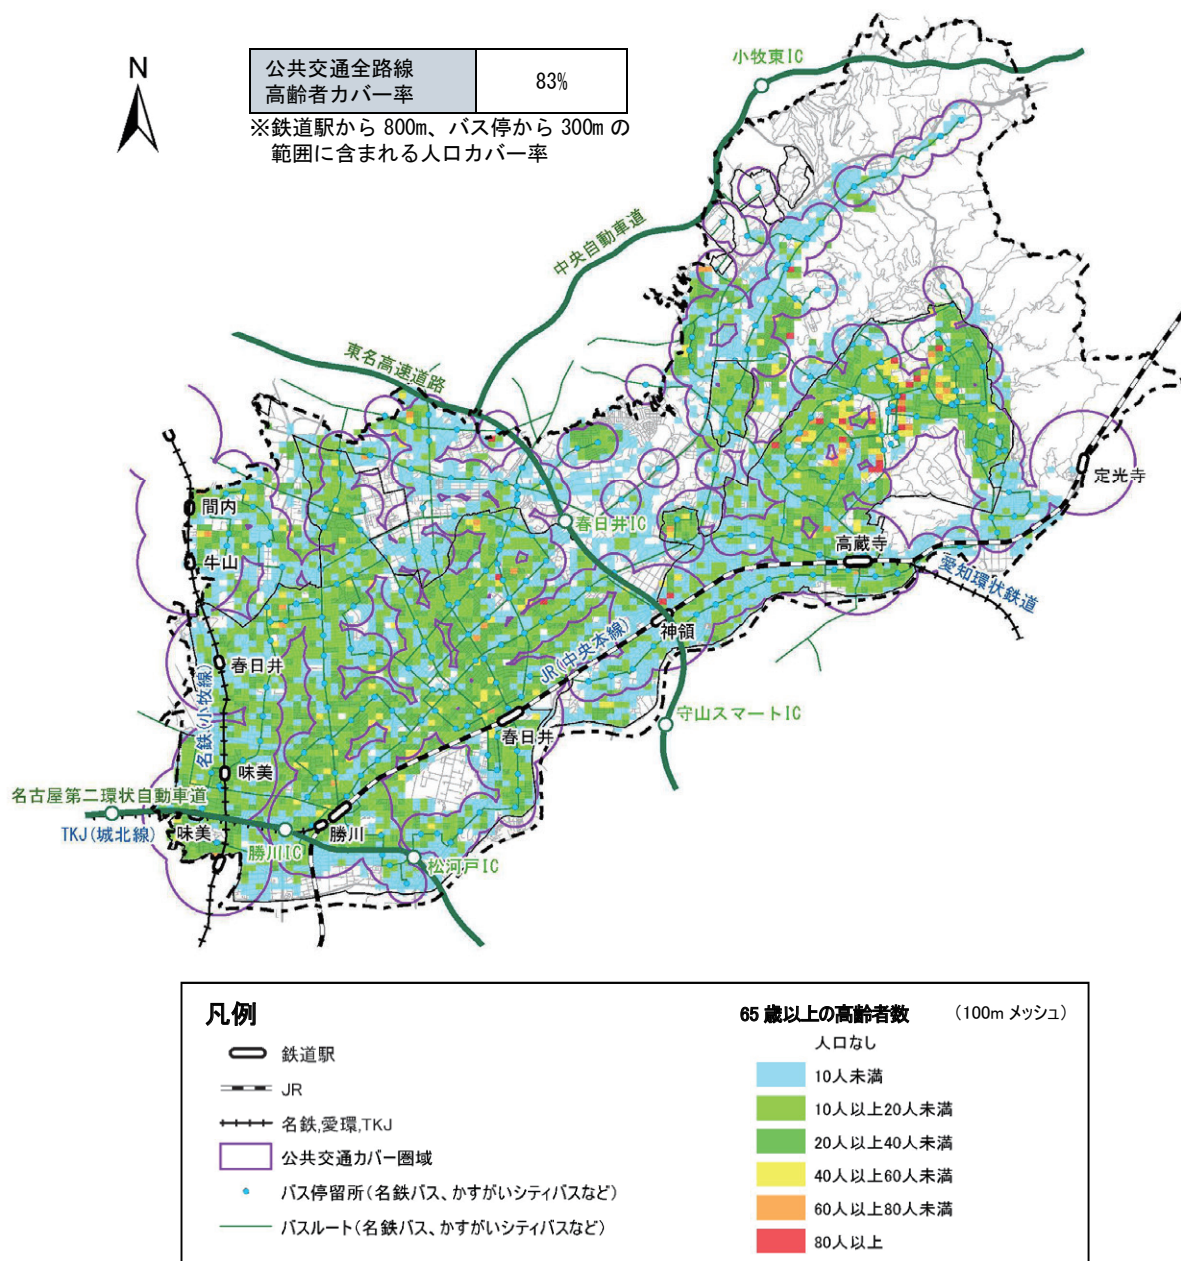 N
公共交通全路線
高齢者カバー率
83%
※鉄道駅から 800m、バス停から 300m の
範囲に含まれる人口カバー率
小牧東IC
中央自動車道
東名高速道路
定光寺
間内
春日井IC
高蔵寺
牛山
愛知環状鉄道
神領
JR(中央本線)
春日井
名鉄(小牧線)
守山スマートIC
春日井
味美
名古屋第二環状自動車道
TKJ(城北線)
味美
勝川
勝川IC
松河戸IC
凡例
鉄道駅
JR
名鉄,愛環,TKJ
公共交通カバー圏域
バス停留所(名鉄バス、かすがいシティバスなど)
バスルート(名鉄バス、かすがいシティバスなど)
65 歳以上の高齢者数 (100m メッシュ)
人口なし
10人未満
10人以上20人未満
20人以上40人未満
40人以上60人未満
60人以上80人未満
80人以上